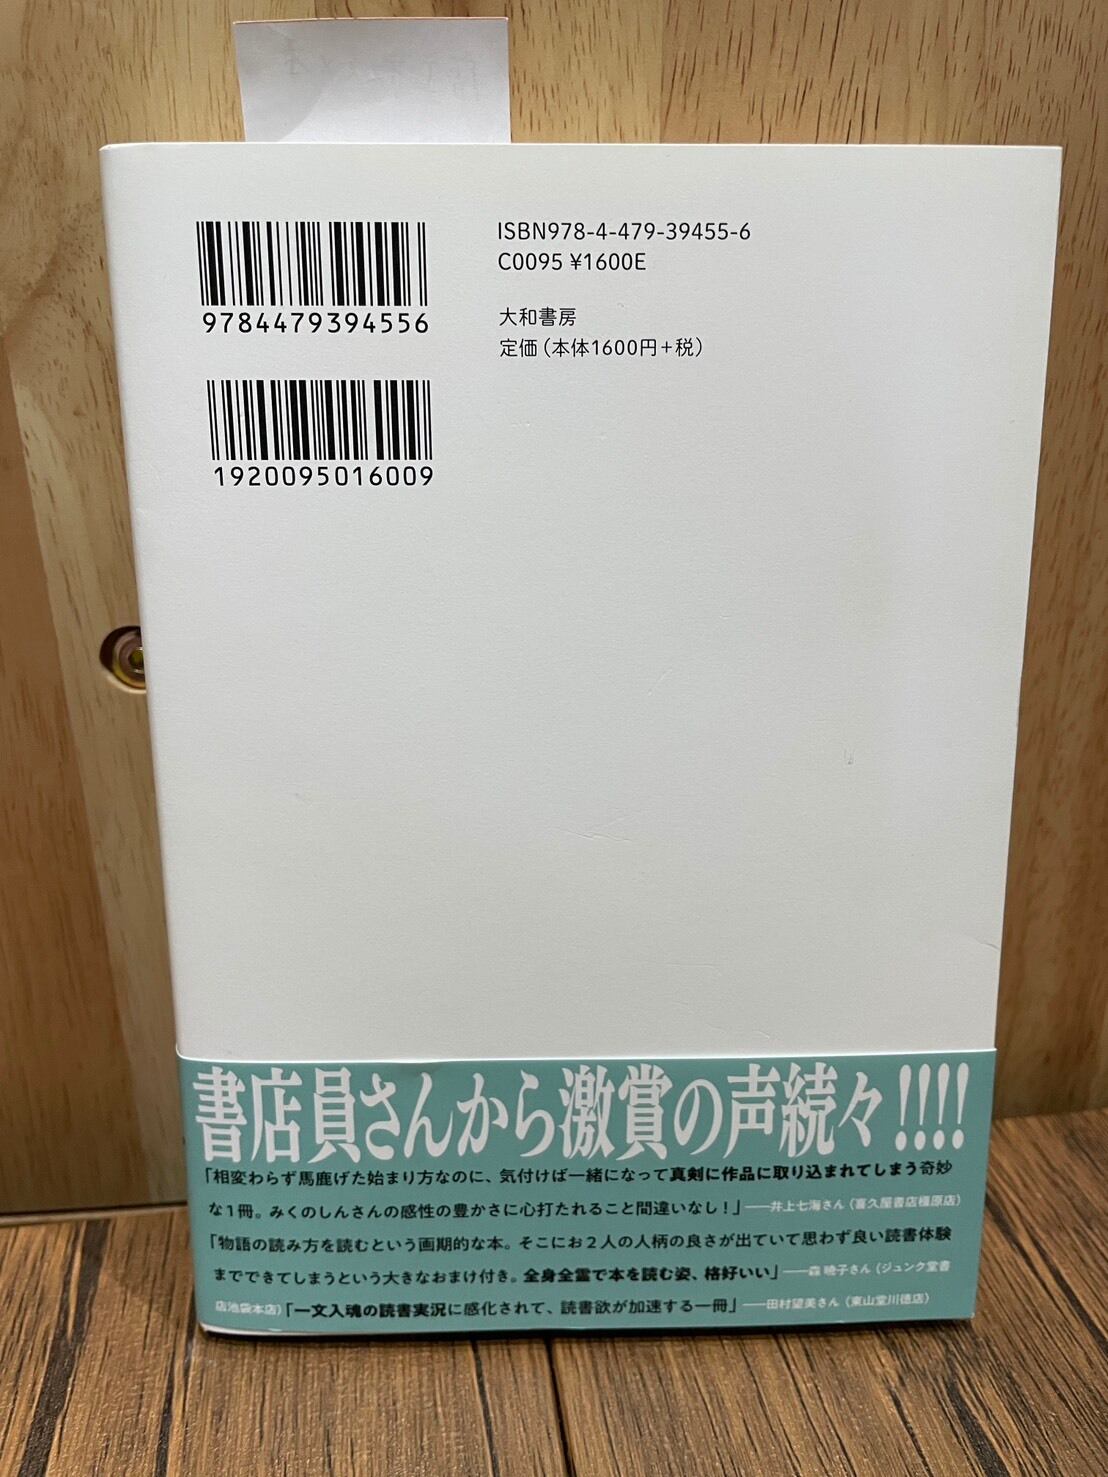 ISBN978-4-479-39455-6
C0095 ¥1600E
9784479394556
大和書房
定価（本体1600円+税）
1920095016009
書店員さんから激賞の声続々!!!!
「相変わらず馬鹿げた始まり方なのに、気付けば一緒になって真剣に作品に取り込まれてしまう奇妙
な1冊。みくのしんさんの感性の豊かさに心打たれること間違いなし！」──井上七海さん（喜久屋書店橿原店）
「物語の読み方を読むという画期的な本。そこにお2人の人柄の良さが出ていて思わず良い読書体験
までできてしまうという大きなおまけ付き。全身全霊で本を読む姿、格好いい」──森 暁子さん（ジュンク堂書
店池袋本店）「一文入魂の読書実況に感化されて、読書欲が加速する一冊」──田村望美さん（東山堂川徳店）